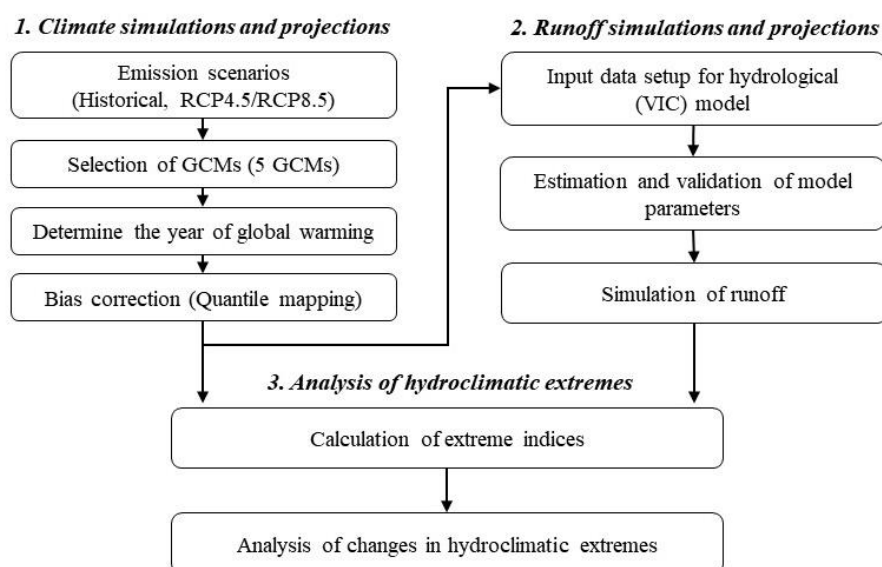 1. Climate simulations and projections
Emission scenarios
(Historical, RCP4.5/RCP8.5)
Selection of GCMs (5 GCMs)
Determine the year of global warming
Bias correction (Quantile mapping)
2. Runoff simulations and projections
Input data setup for hydrological
(VIC) model
Estimation and validation of model
parameters
Simulation of runoff
3. Analysis of hydroclimatic extremes
Calculation of extreme indices
Analysis of changes in hydroclimatic extremes